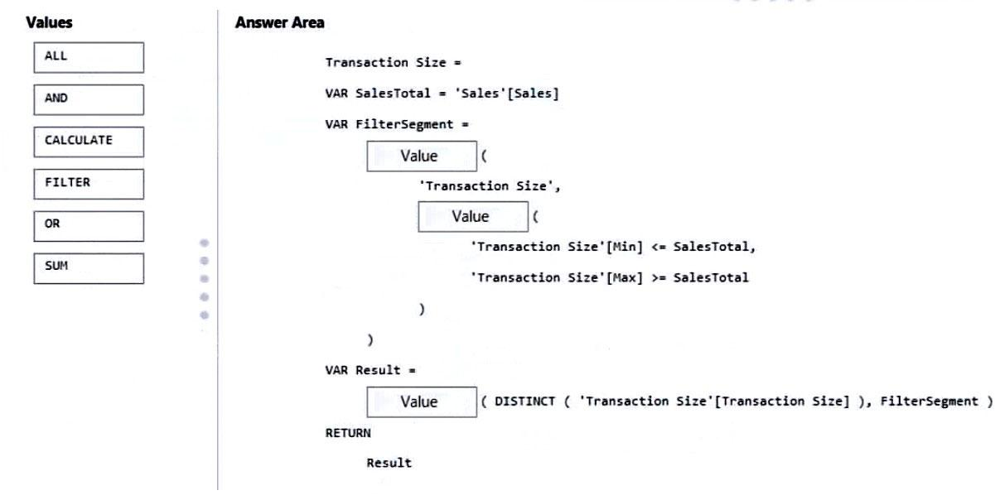 Values
ALL
AND
CALCULATE
FILTER
OR
SUM
Answer Area
Transaction Size =
VAR SalesTotal = 'Sales'[Sales]
VAR FilterSegment =
Value (
'Transaction Size',
Value (
'Transaction Size'[Min] <= SalesTotal,
'Transaction Size'[Max] >= SalesTotal
)
)
VAR Result =
Value ( DISTINCT ( 'Transaction Size'[Transaction Size] ), FilterSegment )
RETURN
Result